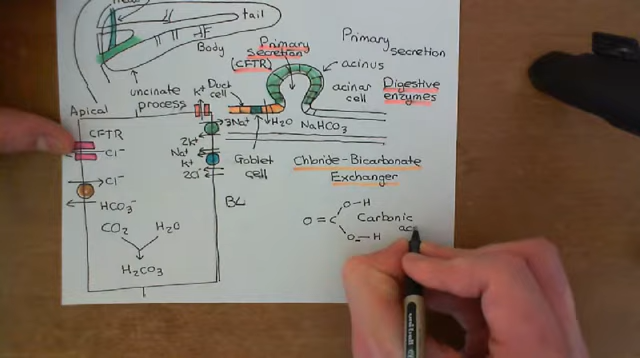 tail
Body
uncinate
process
Primary
secretion
(CFTR)
Primary
secretion
acinus
acinar
cell
Digestive
enzymes
Duct
cell
K+
Apical
3Na+
H2O
NaHCO3
CFTR
Cl-
2K+
Na+
K+
2Cl-
Goblet
cell
Chloride-Bicarbonate
Exchanger
Cl-
HCO3-
BL
CO2
H2O
H2CO3
O=C
O-H
O-H
Carbonic
ac